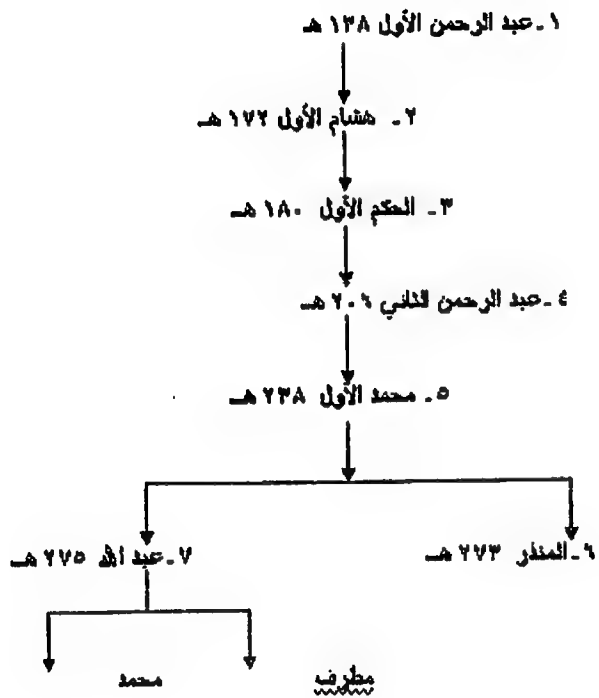 ١ـ عبد الرحمن الأول ١٣٨ هـ
٢ـ هشام الأول ١٧٢ هـ
٣ـ الحكم الأول ١٨٠ هـ
٤ـ عبد الرحمن الثاني ٢٠٦ هـ
٥ـ محمد الأول ٢٣٨ هـ
٦ـ المنذر ٢٧٣ هـ
٧ـ عبد الله ٢٧٥ هـ
مطرف
محمد